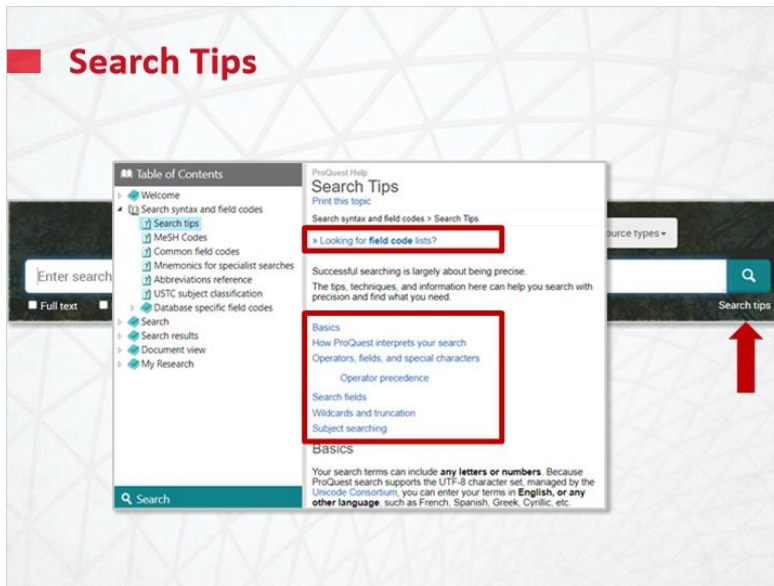 Search Tips
Table of Contents
Welcome
Search syntax and field codes
Search tips
MeSH Codes
Common field codes
Mnemonics for specialist searches
Abbreviations reference
USTC subject classification
Database specific field codes
Search
Search results
Document view
My Research
Search
ProQuest Help
Search Tips
Print this topic
Search syntax and field codes > Search Tips
» Looking for field code lists?
Successful searching is largely about being precise.
The tips, techniques, and information here can help you search with
precision and find what you need.
Basics
How ProQuest interprets your search
Operators, fields, and special characters
Operator precedence
Search fields
Wildcards and truncation
Subject searching
Basics
Your search terms can include any letters or numbers. Because
ProQuest search supports the UTF-8 character set, managed by the
Unicode Consortium, you can enter your terms in English, or any
other language, such as French, Spanish, Greek, Cyrillic, etc.
Enter search
Full text
urce types
Search tips